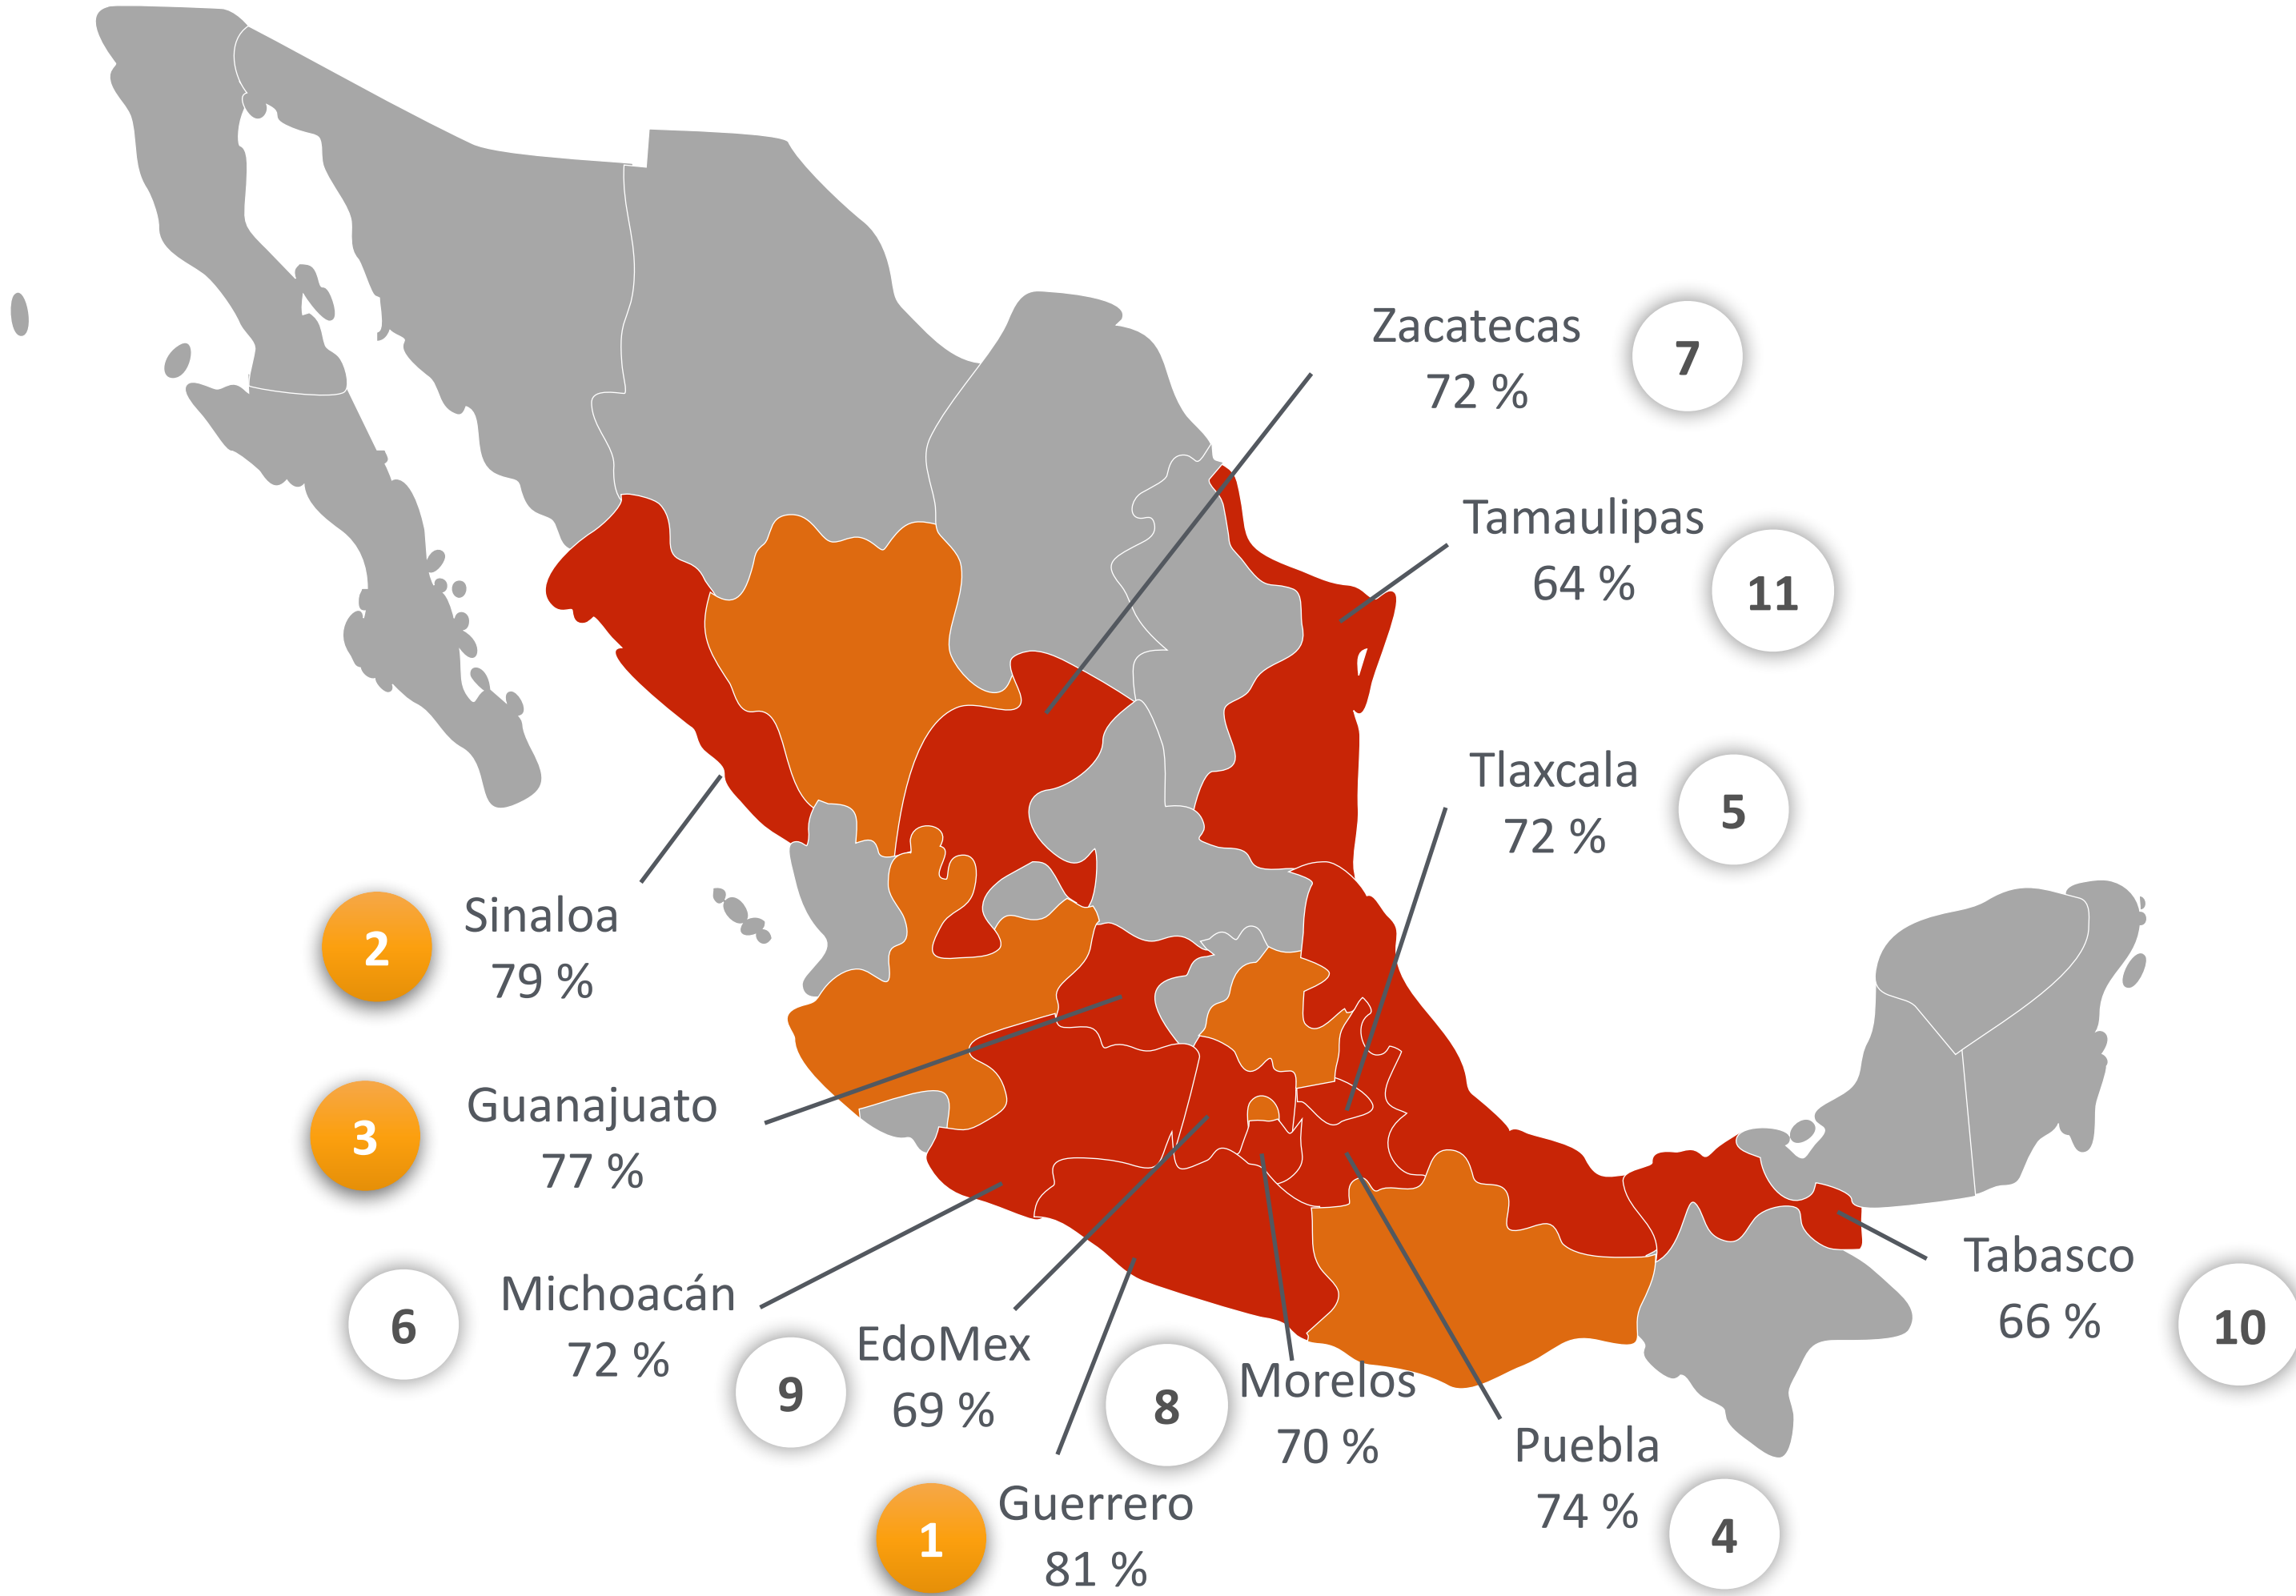 Zacatecas
72 %
7
Tamaulipas
64 %
11
Tlaxcala
72 %
5
2
Sinaloa
79 %
3
Guanajuato
77 %
6
Michoacán
72 %
9
EdoMex
69 %
8
Morelos
70 %
1
Guerrero
81 %
Puebla
74 %
4
Tabasco
66 %
10